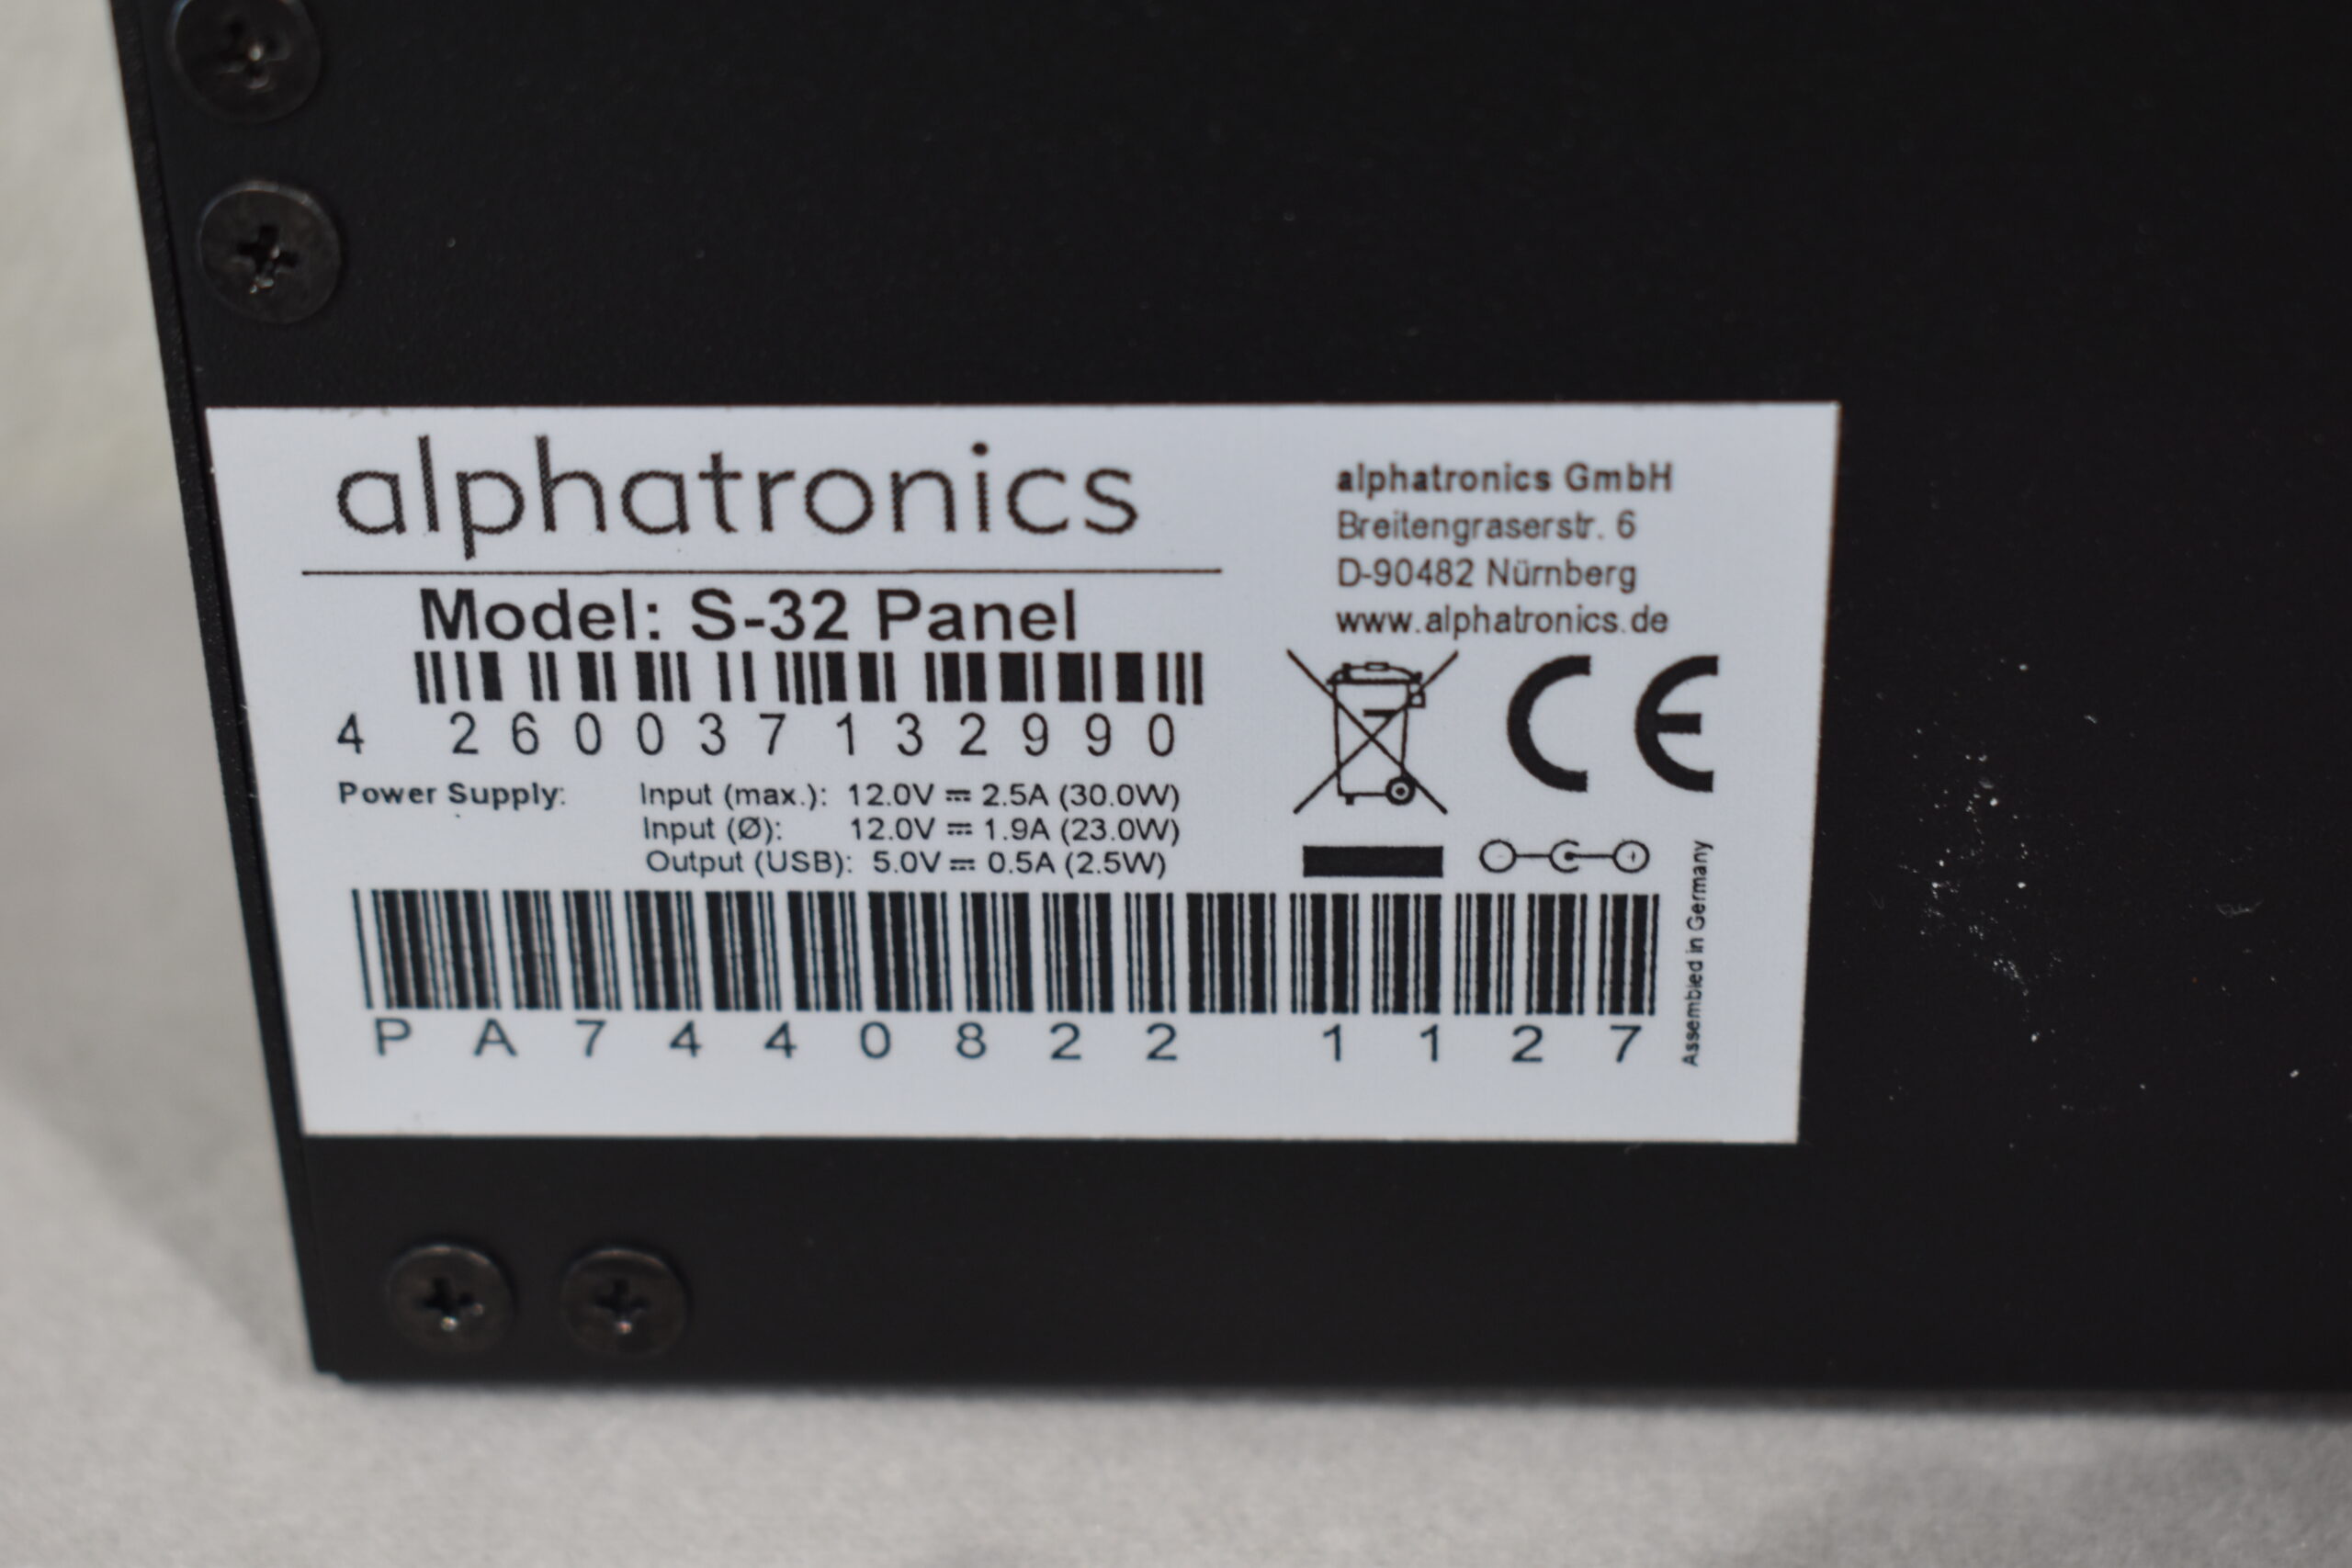 alphatronics
Model: S-32 Panel
4 260037 132990
Power Supply: Input (max.): 12.0V ⎓ 2.5A (30.0W)
Input (Ø): 12.0V ⎓ 1.9A (23.0W)
Output (USB): 5.0V ⎓ 0.5A (2.5W)
PA7440822 1127
alphatronics GmbH
Breitengraserstr. 6
D-90482 Nürnberg
www.alphatronics.de
CE
Assembled in Germany